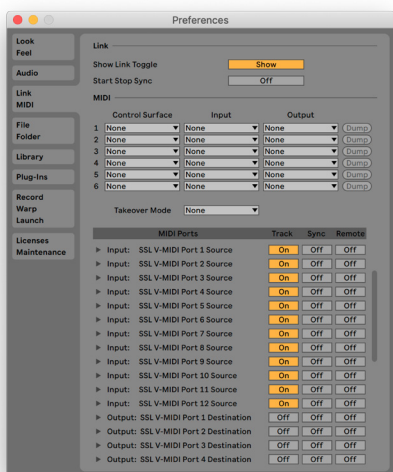 Preferences
Look
Feel
Audio
Link
MIDI
File
Folder
Library
Plug-Ins
Record
Warp
Launch
Licenses
Maintenance
Link
Show Link Toggle Show
Start Stop Sync Off
MIDI
Control Surface Input Output
1 None None None Dump
2 None None None Dump
3 None None None Dump
4 None None None Dump
5 None None None Dump
6 None None None Dump
Takeover Mode None
MIDI Ports Track Sync Remote
Input: SSL V-MIDI Port 1 Source On Off Off
Input: SSL V-MIDI Port 2 Source On Off Off
Input: SSL V-MIDI Port 3 Source On Off Off
Input: SSL V-MIDI Port 4 Source On Off Off
Input: SSL V-MIDI Port 5 Source On Off Off
Input: SSL V-MIDI Port 6 Source On Off Off
Input: SSL V-MIDI Port 7 Source On Off Off
Input: SSL V-MIDI Port 8 Source On Off Off
Input: SSL V-MIDI Port 9 Source On Off Off
Input: SSL V-MIDI Port 10 Source On Off Off
Input: SSL V-MIDI Port 11 Source On Off Off
Input: SSL V-MIDI Port 12 Source On Off Off
Output: SSL V-MIDI Port 1 Destination Off Off Off
Output: SSL V-MIDI Port 2 Destination Off Off Off
Output: SSL V-MIDI Port 3 Destination Off Off Off
Output: SSL V-MIDI Port 4 Destination Off Off Off